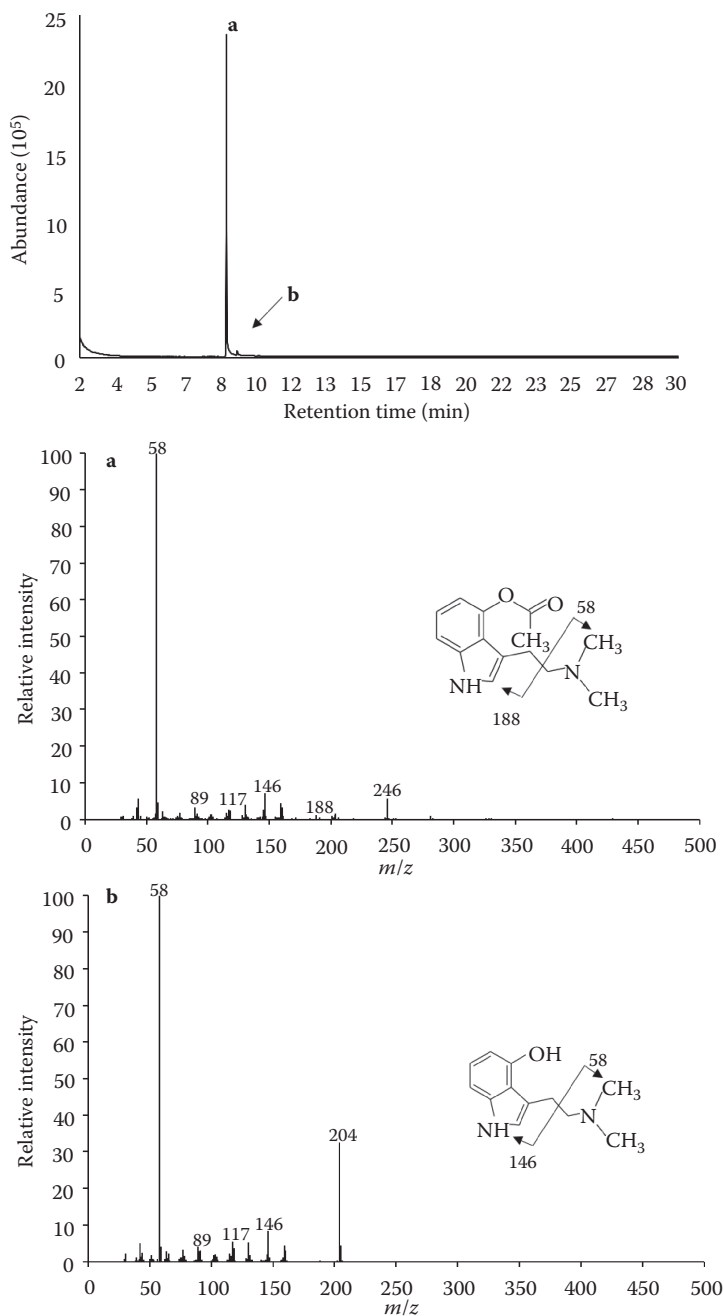 25
20
15
10
5
0
Abundance (10⁵)
a
b
2 4 5 7 8 10 12 13 15 17 18 20 22 23 25 27 28 30
Retention time (min)
a
100
90
80
70
60
50
40
30
20
10
0
Relative intensity
58
89
117
146
188
246
O
O
CH₃
58
CH₃
N
CH₃
NH
188
0 50 100 150 200 250 300 350 400 450 500
m/z
b
100
90
80
70
60
50
40
30
20
10
0
Relative intensity
58
89
117
146
204
OH
58
CH₃
N
CH₃
NH
146
0 50 100 150 200 250 300 350 400 450 500
m/z